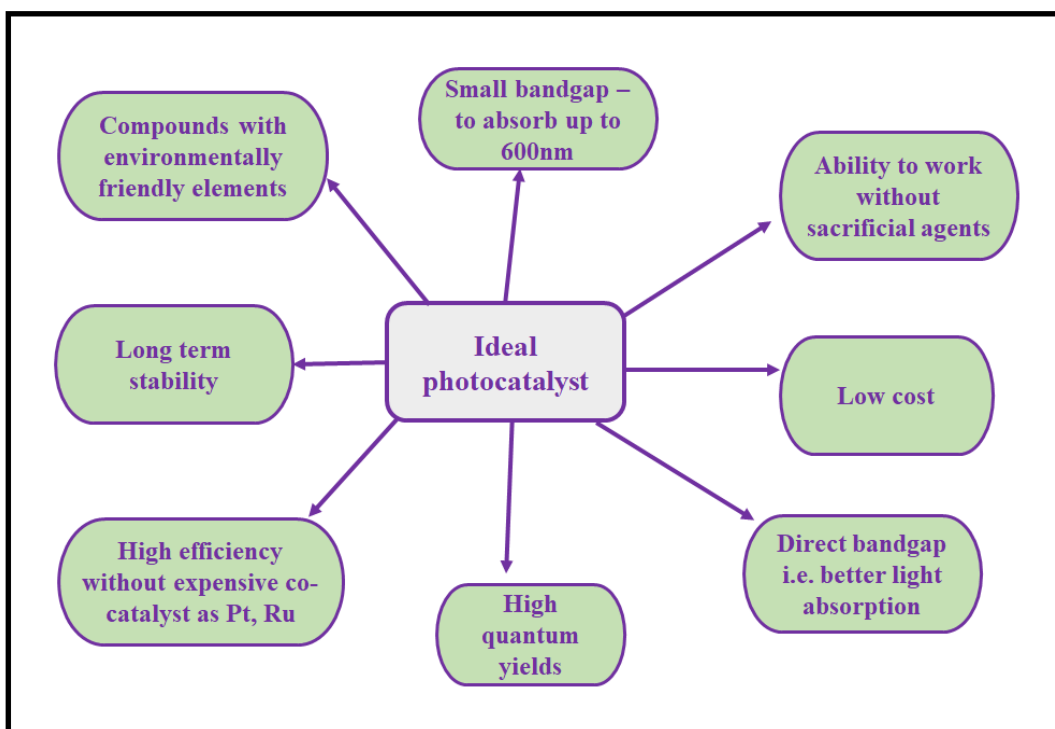 Small bandgap –
to absorb up to
600nm
Compounds with
environmentally
friendly elements
Ability to work
without
sacrificial agents
Long term
stability
Ideal
photocatalyst
Low cost
High efficiency
without expensive co-
catalyst as Pt, Ru
High
quantum
yields
Direct bandgap
i.e. better light
absorption